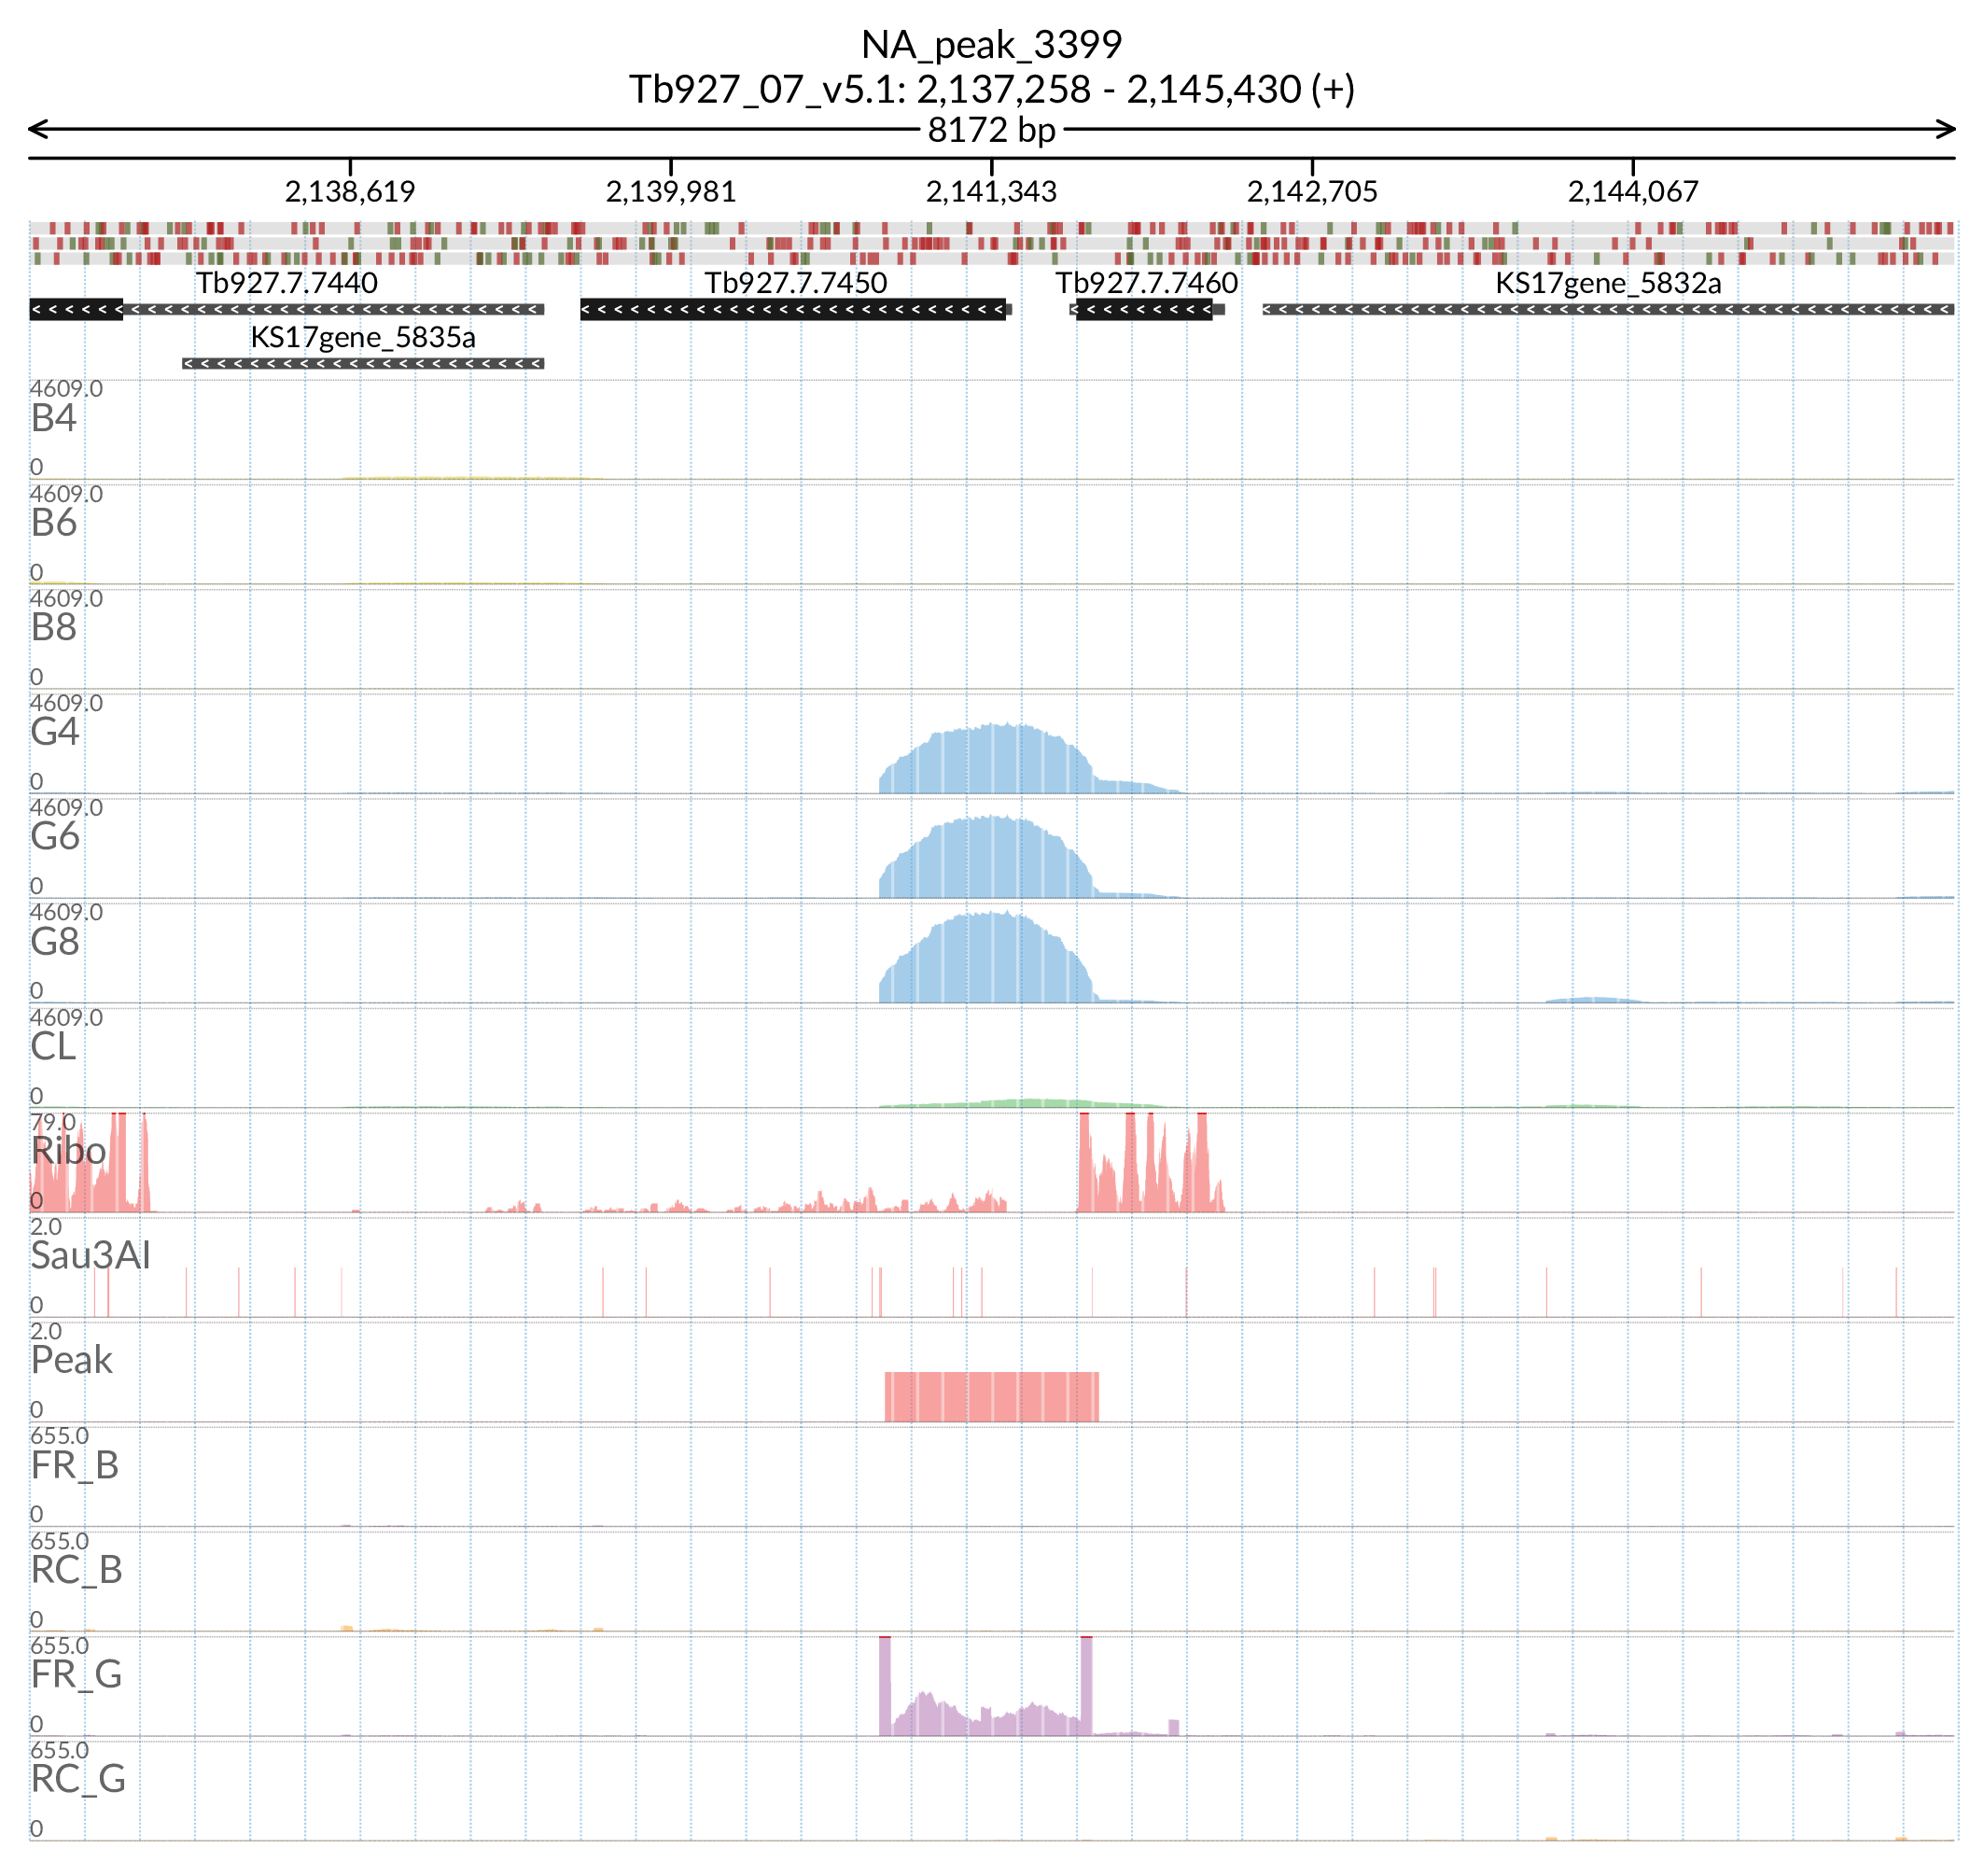 NA_peak_3399
Tb927_07_v5.1: 2,137,258 - 2,145,430 (+)
8172 bp
2,138,619 2,139,981 2,141,343 2,142,705 2,144,067
Tb927.7.7440 Tb927.7.7450 Tb927.7.7460 KS17gene_5832a
KS17gene_5835a
4609.0
B4
0
4609.0
B6
0
4609.0
B8
0
4609.0
G4
0
4609.0
G6
0
4609.0
G8
0
4609.0
CL
0
79.0
Ribo
0
2.0
Sau3AI
0
2.0
Peak
0
655.0
FR_B
0
655.0
RC_B
0
655.0
FR_G
0
655.0
RC_G
0